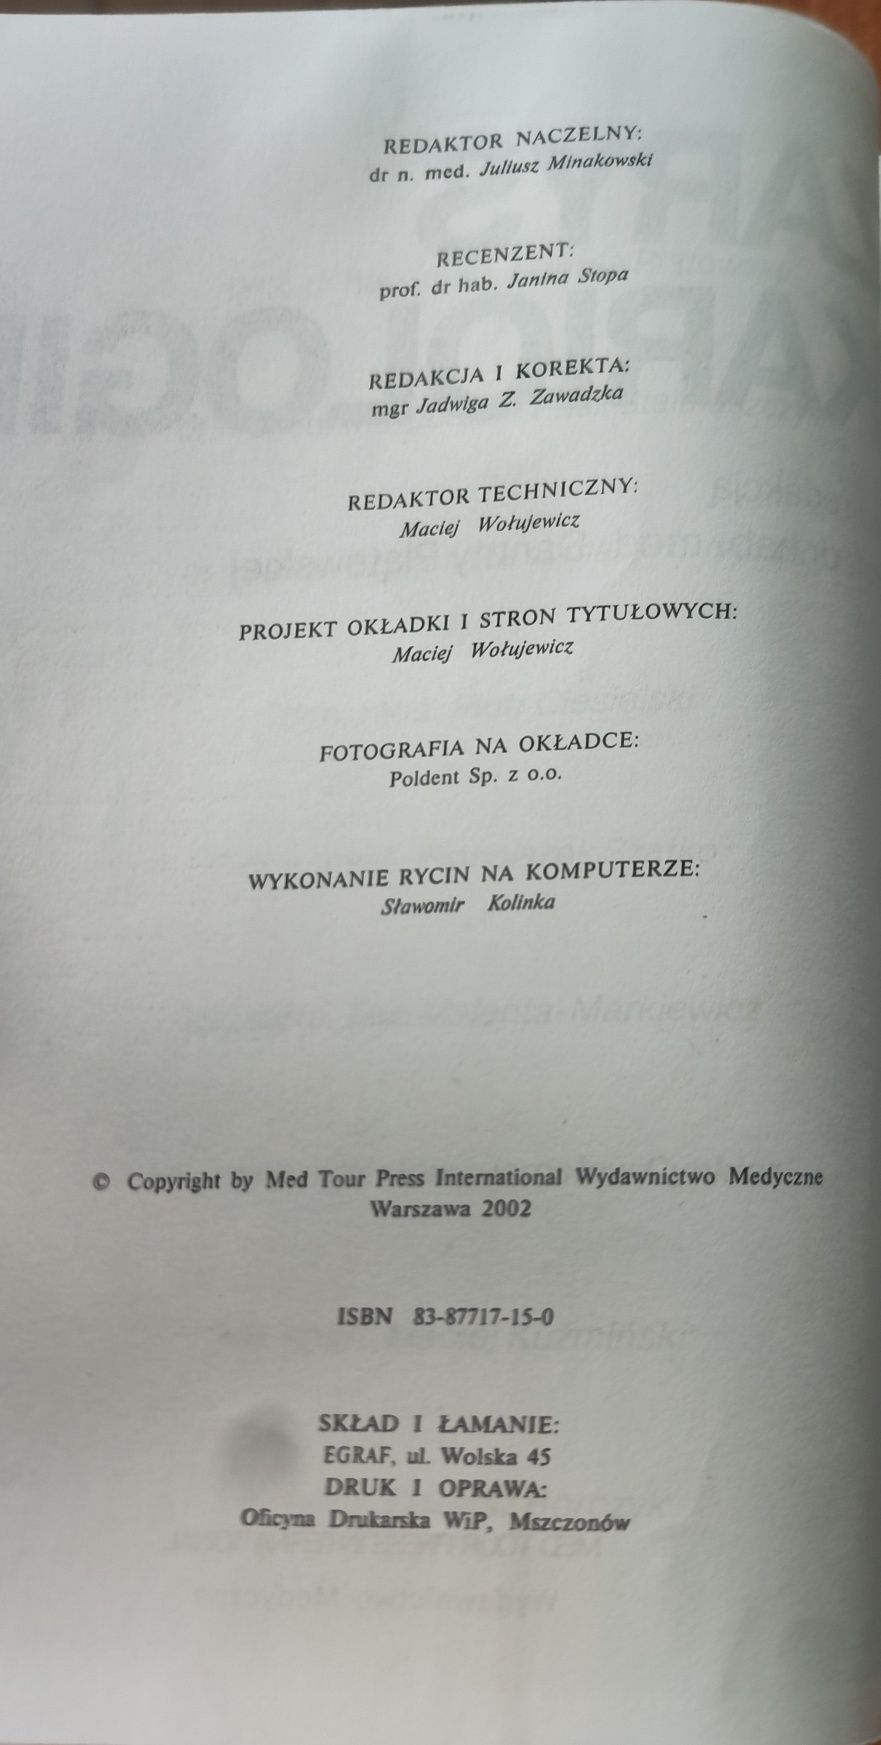 REDAKTOR NACZELNY:
dr n. med. Juliusz Minakowski
RECENZENT:
prof. dr hab. Janina Stopa
REDAKCJA I KOREKTA:
mgr Jadwiga Z. Zawadzka
REDAKTOR TECHNICZNY:
Maciej Wołujewicz
PROJEKT OKŁADKI I STRON TYTUŁOWYCH:
Maciej Wołujewicz
FOTOGRAFIA NA OKŁADCE:
Poldent Sp. z o.o.
WYKONANIE RYCIN NA KOMPUTERZE:
Sławomir Kolinka
© Copyright by Med Tour Press International Wydawnictwo Medyczne
Warszawa 2002
ISBN 83-87717-15-0
SKŁAD I ŁAMANIE:
EGRAF, ul. Wolska 45
DRUK I OPRAWA:
Oficyna Drukarska WiP, Mszczonów